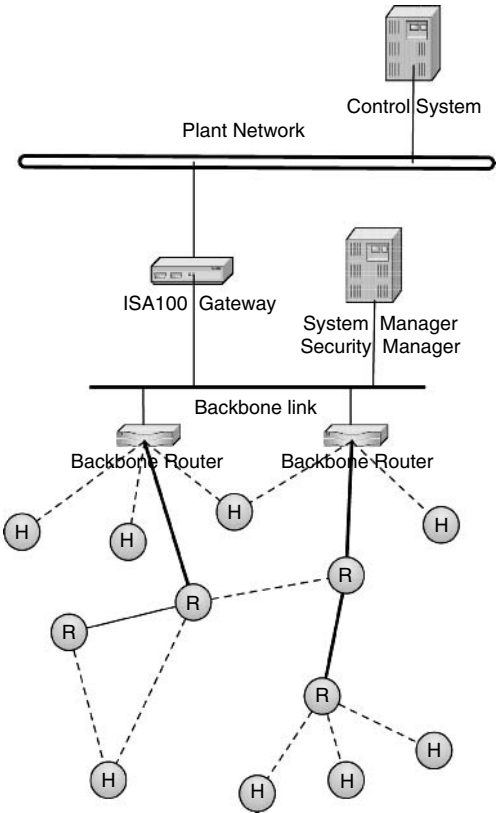 Control System
Plant Network
ISA100 Gateway
System Manager
Security Manager
Backbone link
Backbone Router
Backbone Router
H
H
H
H
R
R
R
R
H
H
H
H